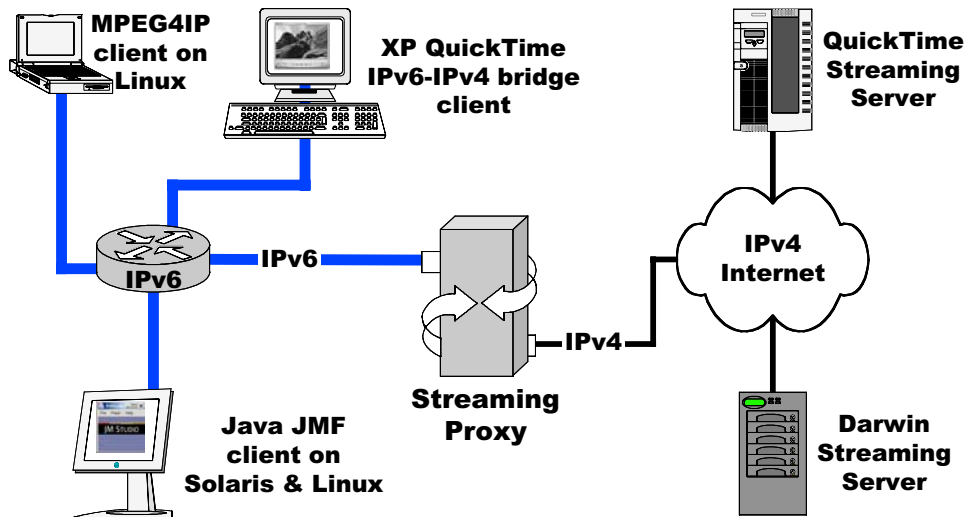 MPEG4IP
client on
Linux
XP QuickTime
IPv6-IPv4 bridge
client
QuickTime
Streaming
Server
IPv6
IPv6
IPv4
Internet
IPv4
Streaming
Proxy
JM STUDIO
Java JMF
client on
Solaris & Linux
Darwin
Streaming
Server